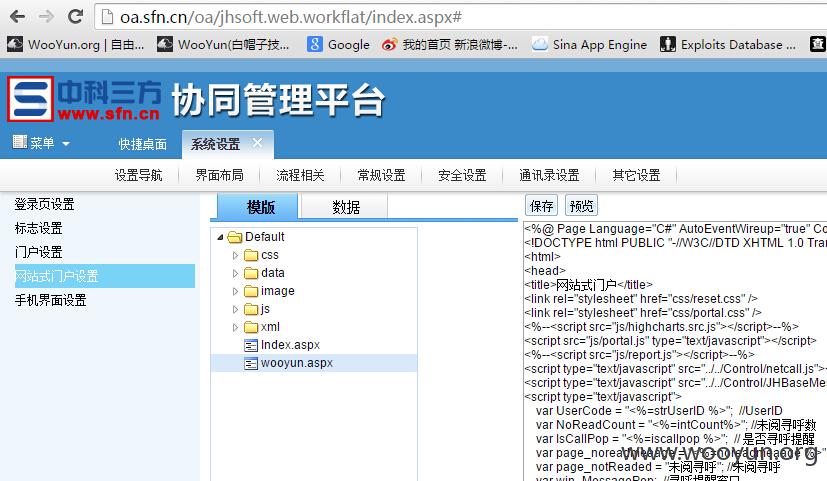 oa.sfn.cn/oa/jhsoft.web.workflat/index.aspx#
WooYun.org | 自由... WooYun(白帽子技... Google 我的首页 新浪微博-... Sina App Engine Exploits Database ... 查
中科三方 www.sfn.cn 协同管理平台
菜单 快捷桌面 系统设置
设置导航 界面布局 流程相关 常规设置 安全设置 通讯录设置 其它设置
登录页设置
标志设置
门户设置
网站式门户设置
手机界面设置
模版 数据
Default
css
data
image
js
xml
Index.aspx
wooyun.aspx
保存 预览
<%@ Page Language="C#" AutoEventWireup="true" Co
<!DOCTYPE html PUBLIC "-//W3C//DTD XHTML 1.0 Tran
<html>
<head>
<title>网站式门户</title>
<link rel="stylesheet" href="css/reset.css" />
<link rel="stylesheet" href="css/portal.css" />
<%--<script src="js/highcharts.src.js"></script>--%>
<script src="js/portal.js" type="text/javascript"></script>
<%--<script src="js/report.js"></script>--%>
<script type="text/javascript" src="../../Control/netcall.js"><
<script type="text/javascript" src="../../Control/JHBaseMe
<script type="text/javascript">
var UserCode = "<%=strUserID %>"; //UserID
var NoReadCount = "<%=intCount%>"; //未阅寻呼数
var IsCallPop = "<%=iscallpop %>"; // 是否寻呼提醒
var page_noreadmeaage = "<%=noreadmeaade %>"
var page_notReaded = "未阅寻呼"; //未阅寻呼
var win_MessagePop; //寻呼提醒窗口
www.wooyun.org